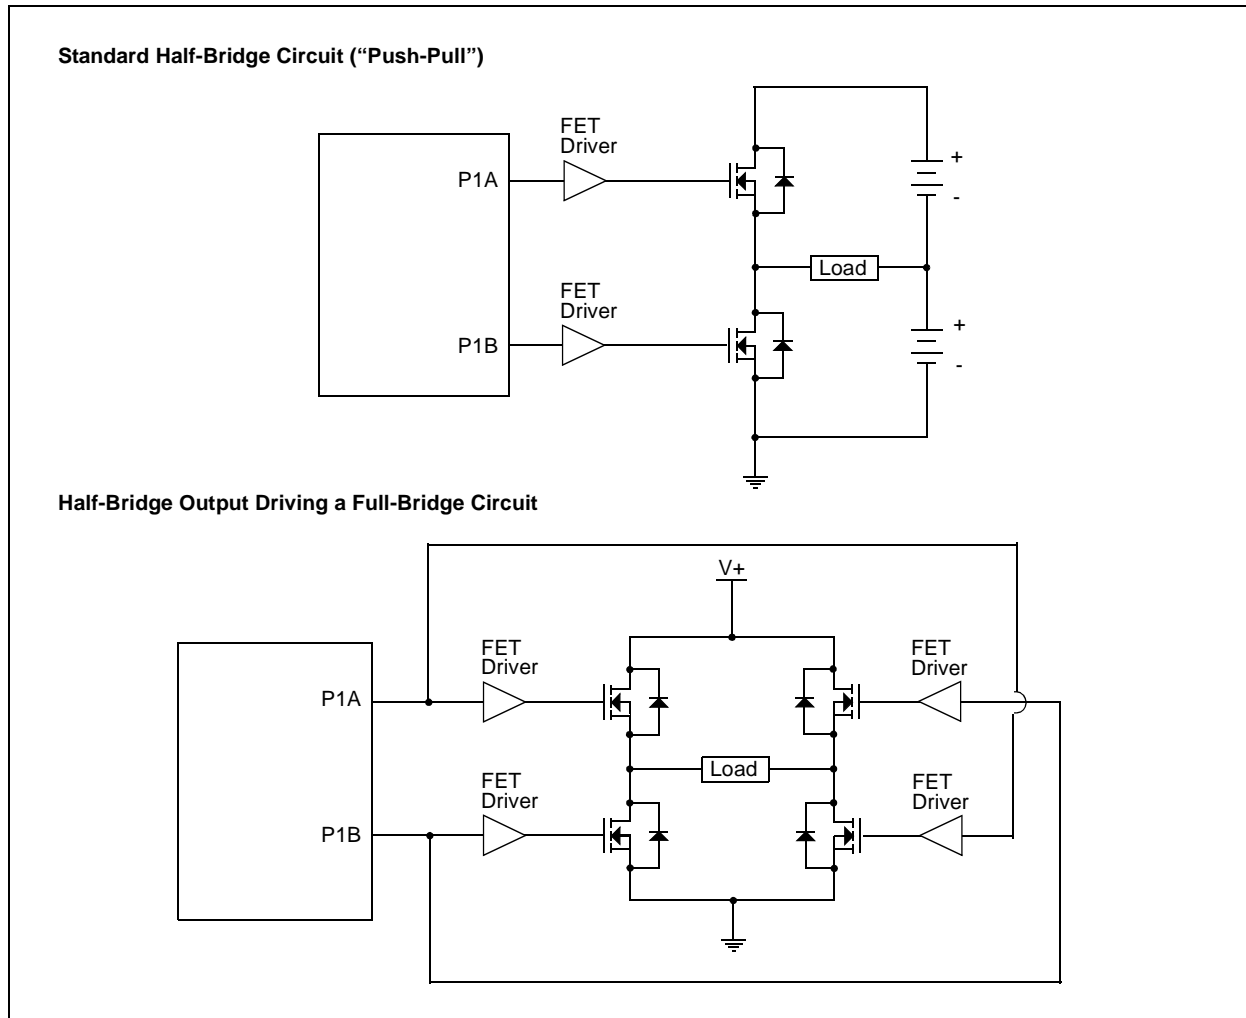 Standard Half-Bridge Circuit (“Push-Pull”)
FET
Driver
P1A
+
-
Load
FET
Driver
P1B
+
-
Half-Bridge Output Driving a Full-Bridge Circuit
V+
FET
Driver
FET
Driver
P1A
Load
FET
Driver
FET
Driver
P1B